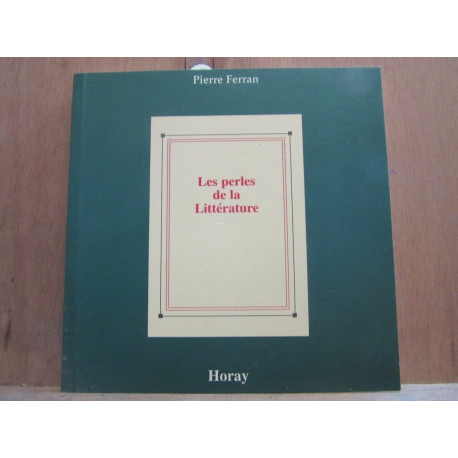 Pierre Ferran
Les perles
de la
Littérature
Horay